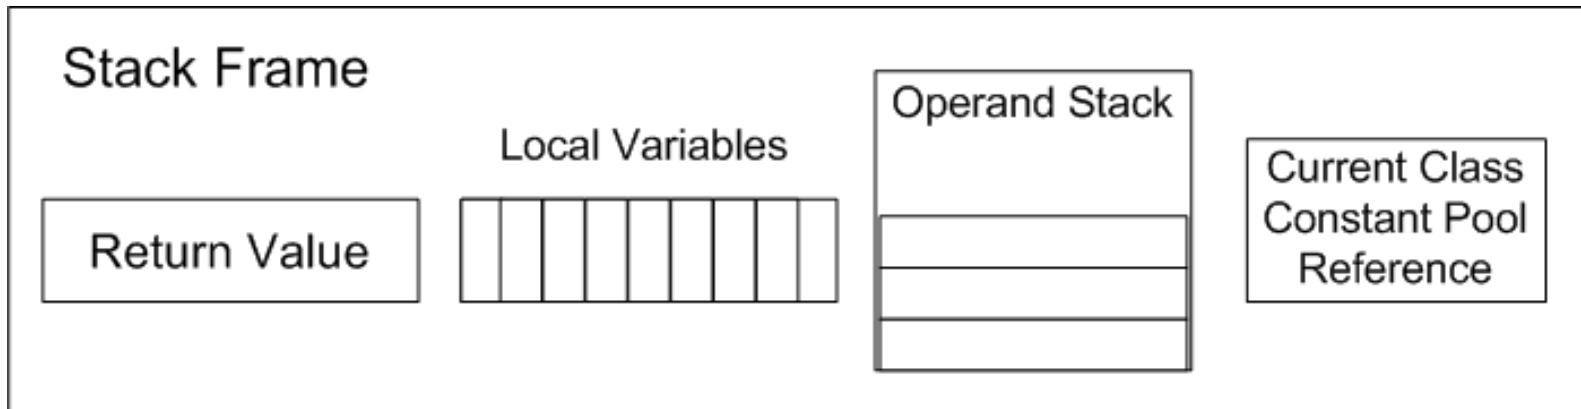 Stack Frame
Return Value
Local Variables
Operand Stack
Current Class
Constant Pool
Reference